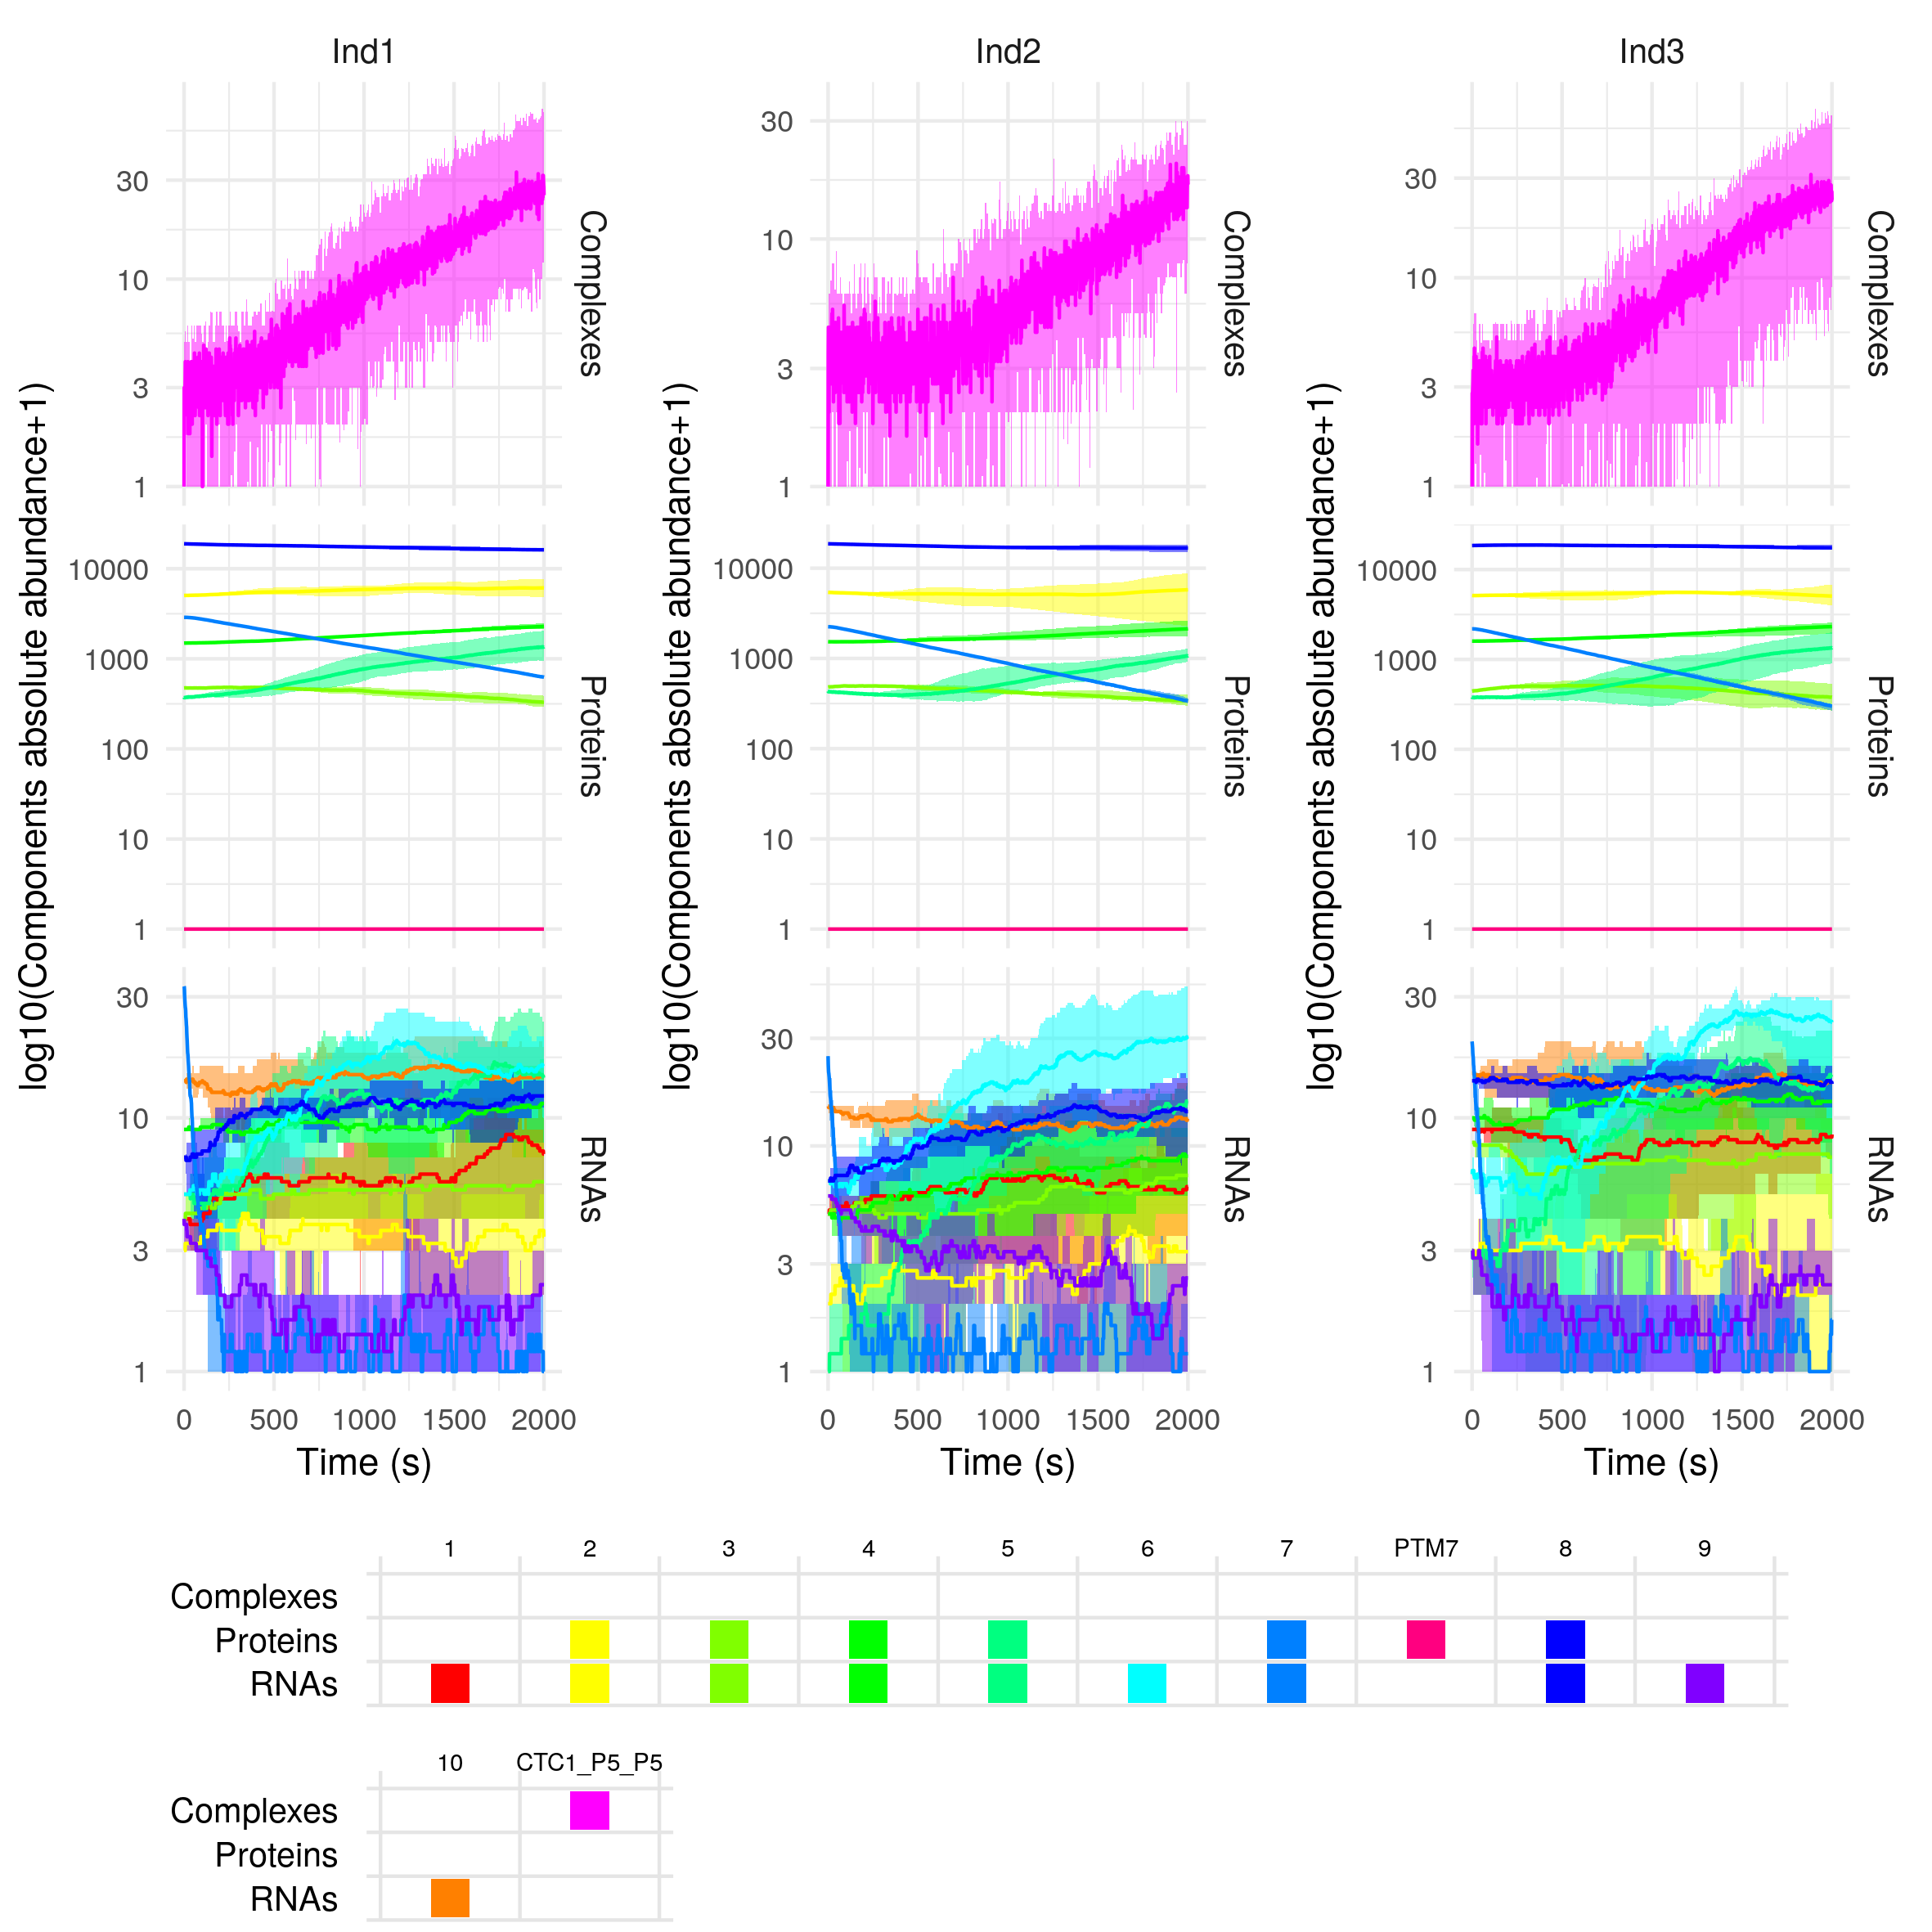 Ind1 Ind2 Ind3
log10(Components absolute abundance+1)
30
10
3
1
Complexes
10000
1000
100
10
1
Proteins
30
10
3
1
RNAs
0 500 1000 1500 2000
Time (s)
log10(Components absolute abundance+1)
30
10
3
1
Complexes
10000
1000
100
10
1
Proteins
30
10
3
1
RNAs
0 500 1000 1500 2000
Time (s)
log10(Components absolute abundance+1)
30
10
3
1
Complexes
10000
1000
100
10
1
Proteins
30
10
3
1
RNAs
0 500 1000 1500 2000
Time (s)
1 2 3 4 5 6 7 PTM7 8 9
Complexes
Proteins
RNAs
10 CTC1_P5_P5
Complexes
Proteins
RNAs